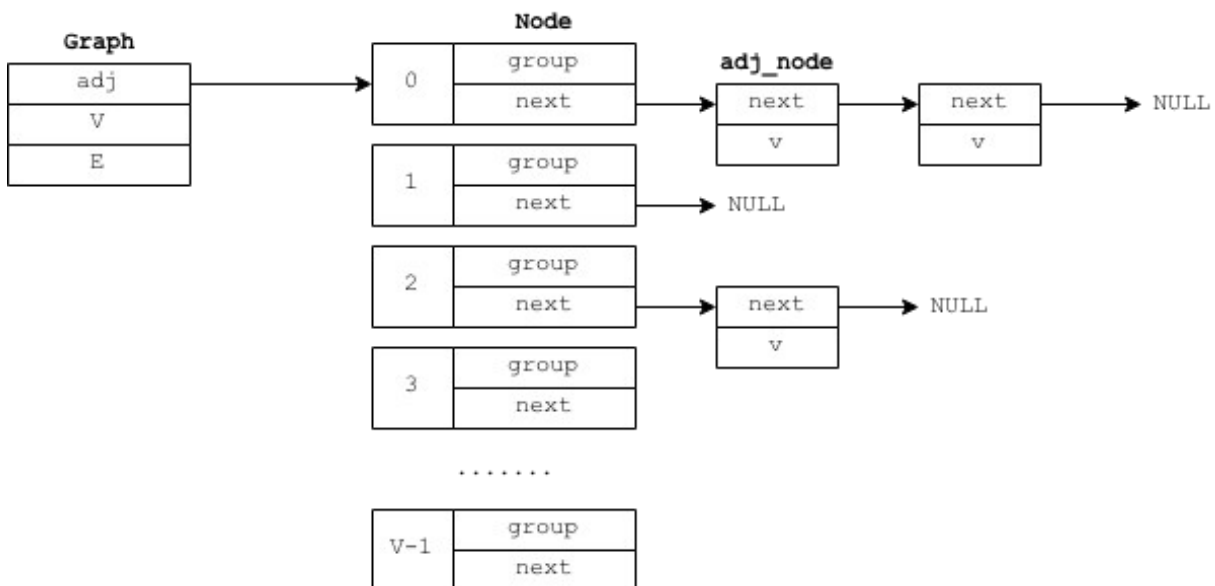 Graph
adj
V
E
Node
0
group
next
adj_node
next
v
next
v
NULL
1
group
next
NULL
2
group
next
next
v
NULL
3
group
next
.......
V-1
group
next